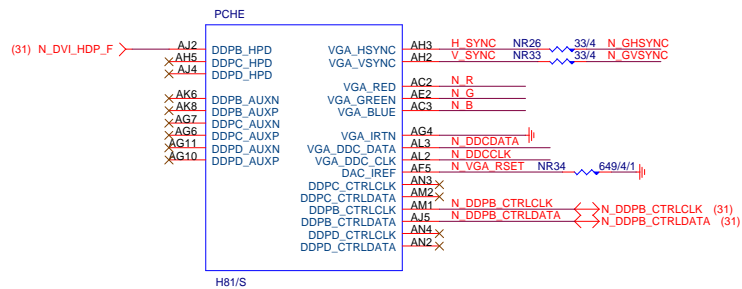 PCHE
(31) N_DVI_HDP_F AJ2 DDPB_HPD VGA_HSYNC AH3 H_SYNC NR26 33/4 N_GHSYNC
AH5 DDPC_HPD VGA_VSYNC AH2 V_SYNC NR33 33/4 N_GVSYNC
AJ4 DDPD_HPD
VGA_RED AC2 N_R
AK6 DDPB_AUXN VGA_GREEN AE2 N_G
AK8 DDPB_AUXP VGA_BLUE AC3 N_B
AG7 DDPC_AUXN
AG6 DDPC_AUXP VGA_IRTN AG4
AG11 DDPD_AUXN VGA_DDC_DATA AL3 N_DDCDATA
AG10 DDPD_AUXP VGA_DDC_CLK AL2 N_DDCCLK
DAC_IREF AF5 N_VGA_RSET NR34 649/4/1
DDPC_CTRLCLK AN3
DDPC_CTRLDATA AM2
DDPB_CTRLCLK AM1 N_DDPB_CTRLCLK N_DDPB_CTRLCLK (31)
DDPB_CTRLDATA AJ5 N_DDPB_CTRLDATA N_DDPB_CTRLDATA (31)
DDPD_CTRLCLK AN4
DDPD_CTRLDATA AN2
H81/S